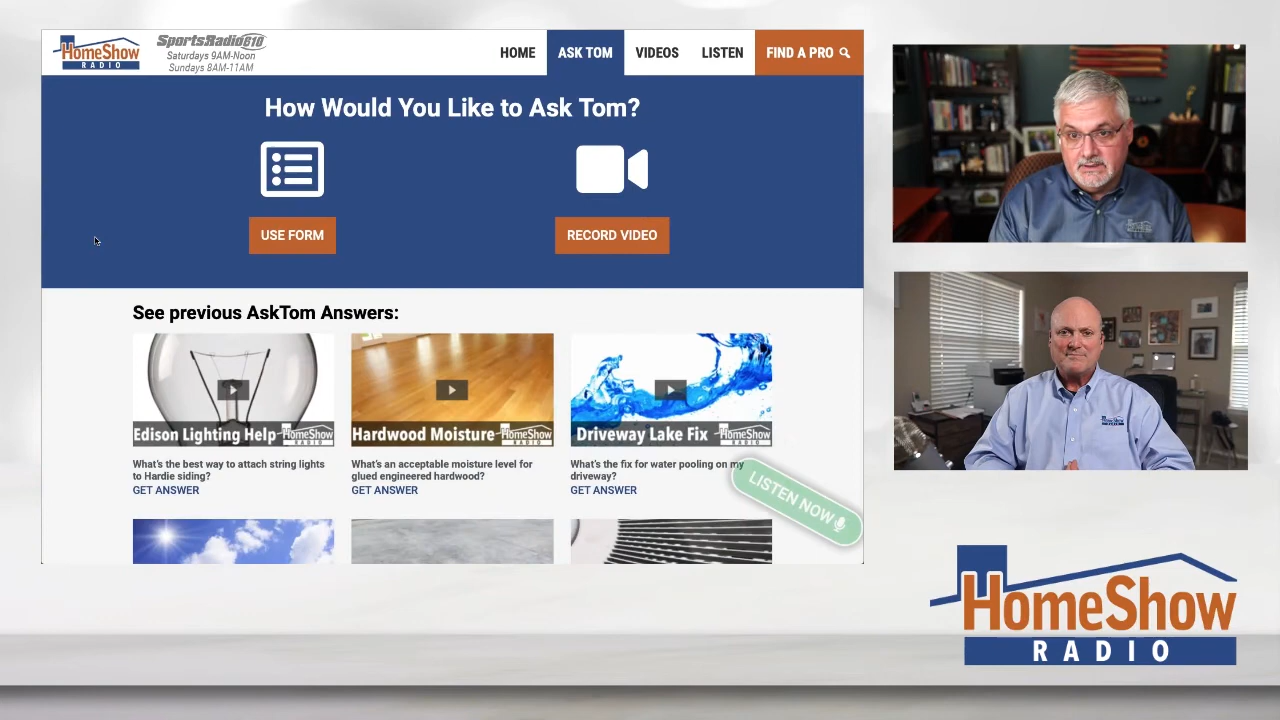 HomeShow
RADIO
SportsRadio610
Saturdays 9AM-Noon
Sundays 8AM-11AM
HOME
ASK TOM
VIDEOS
LISTEN
FIND A PRO
How Would You Like to Ask Tom?
USE FORM
RECORD VIDEO
See previous AskTom Answers:
Edison Lighting Help
HomeShow
RADIO
What's the best way to attach string lights
to Hardie siding?
GET ANSWER
Hardwood Moisture
HomeShow
RADIO
What's an acceptable moisture level for
glued engineered hardwood?
GET ANSWER
Driveway Lake Fix
HomeShow
RADIO
What's the fix for water pooling on my
driveway?
GET ANSWER
LISTEN NOW
HomeShow
RADIO